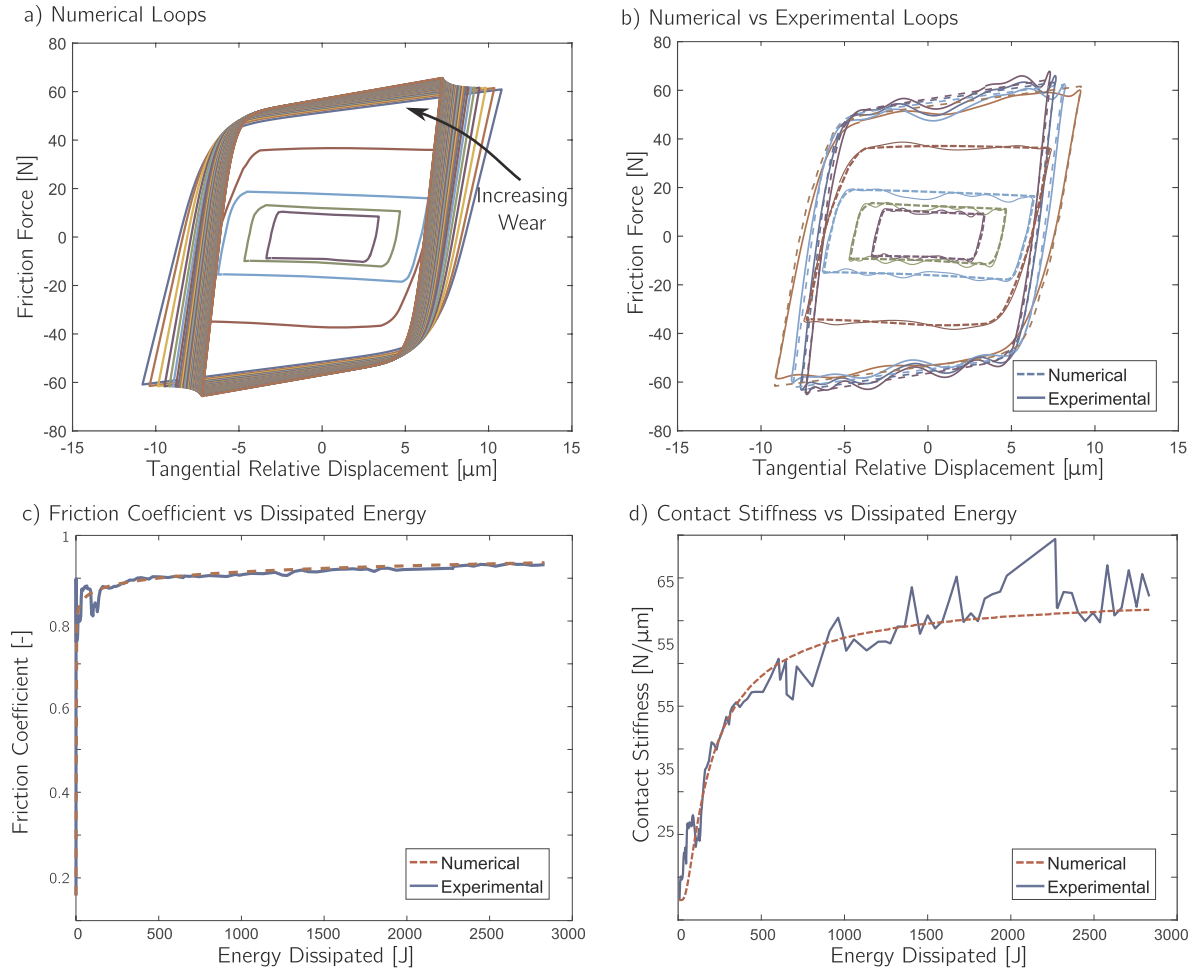 a) Numerical Loops
80
60
40
20
0
-20
-40
-60
-80
-15
-10
-5
0
5
10
15
Friction Force [N]
Tangential Relative Displacement [μm]
Increasing
Wear
b) Numerical vs Experimental Loops
80
60
40
20
0
-20
-40
-60
-80
-15
-10
-5
0
5
10
15
Friction Force [N]
Tangential Relative Displacement [μm]
Numerical
Experimental
c) Friction Coefficient vs Dissipated Energy
1
0.8
0.6
0.4
0.2
0
500
1000
1500
2000
2500
3000
Friction Coefficient [-]
Energy Dissipated [J]
Numerical
Experimental
d) Contact Stiffness vs Dissipated Energy
65
55
55
35
25
0
500
1000
1500
2000
2500
3000
Contact Stiffness [N/μm]
Energy Dissipated [J]
Numerical
Experimental